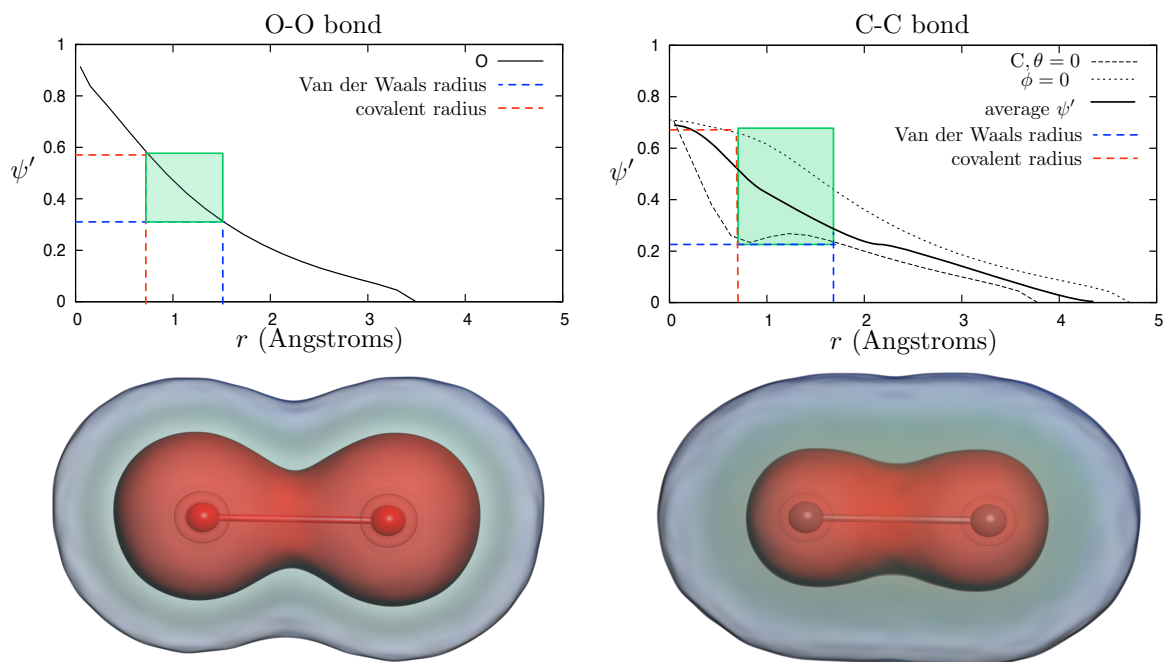 O-O bond
1
0.8
0.6
0.4
0.2
0
ψ′
O
Van der Waals radius
covalent radius
0 1 2 3 4 5
r (Angstroms)
C-C bond
1
0.8
0.6
0.4
0.2
0
ψ′
C, θ = 0
ϕ = 0
average ψ′
Van der Waals radius
covalent radius
0 1 2 3 4 5
r (Angstroms)